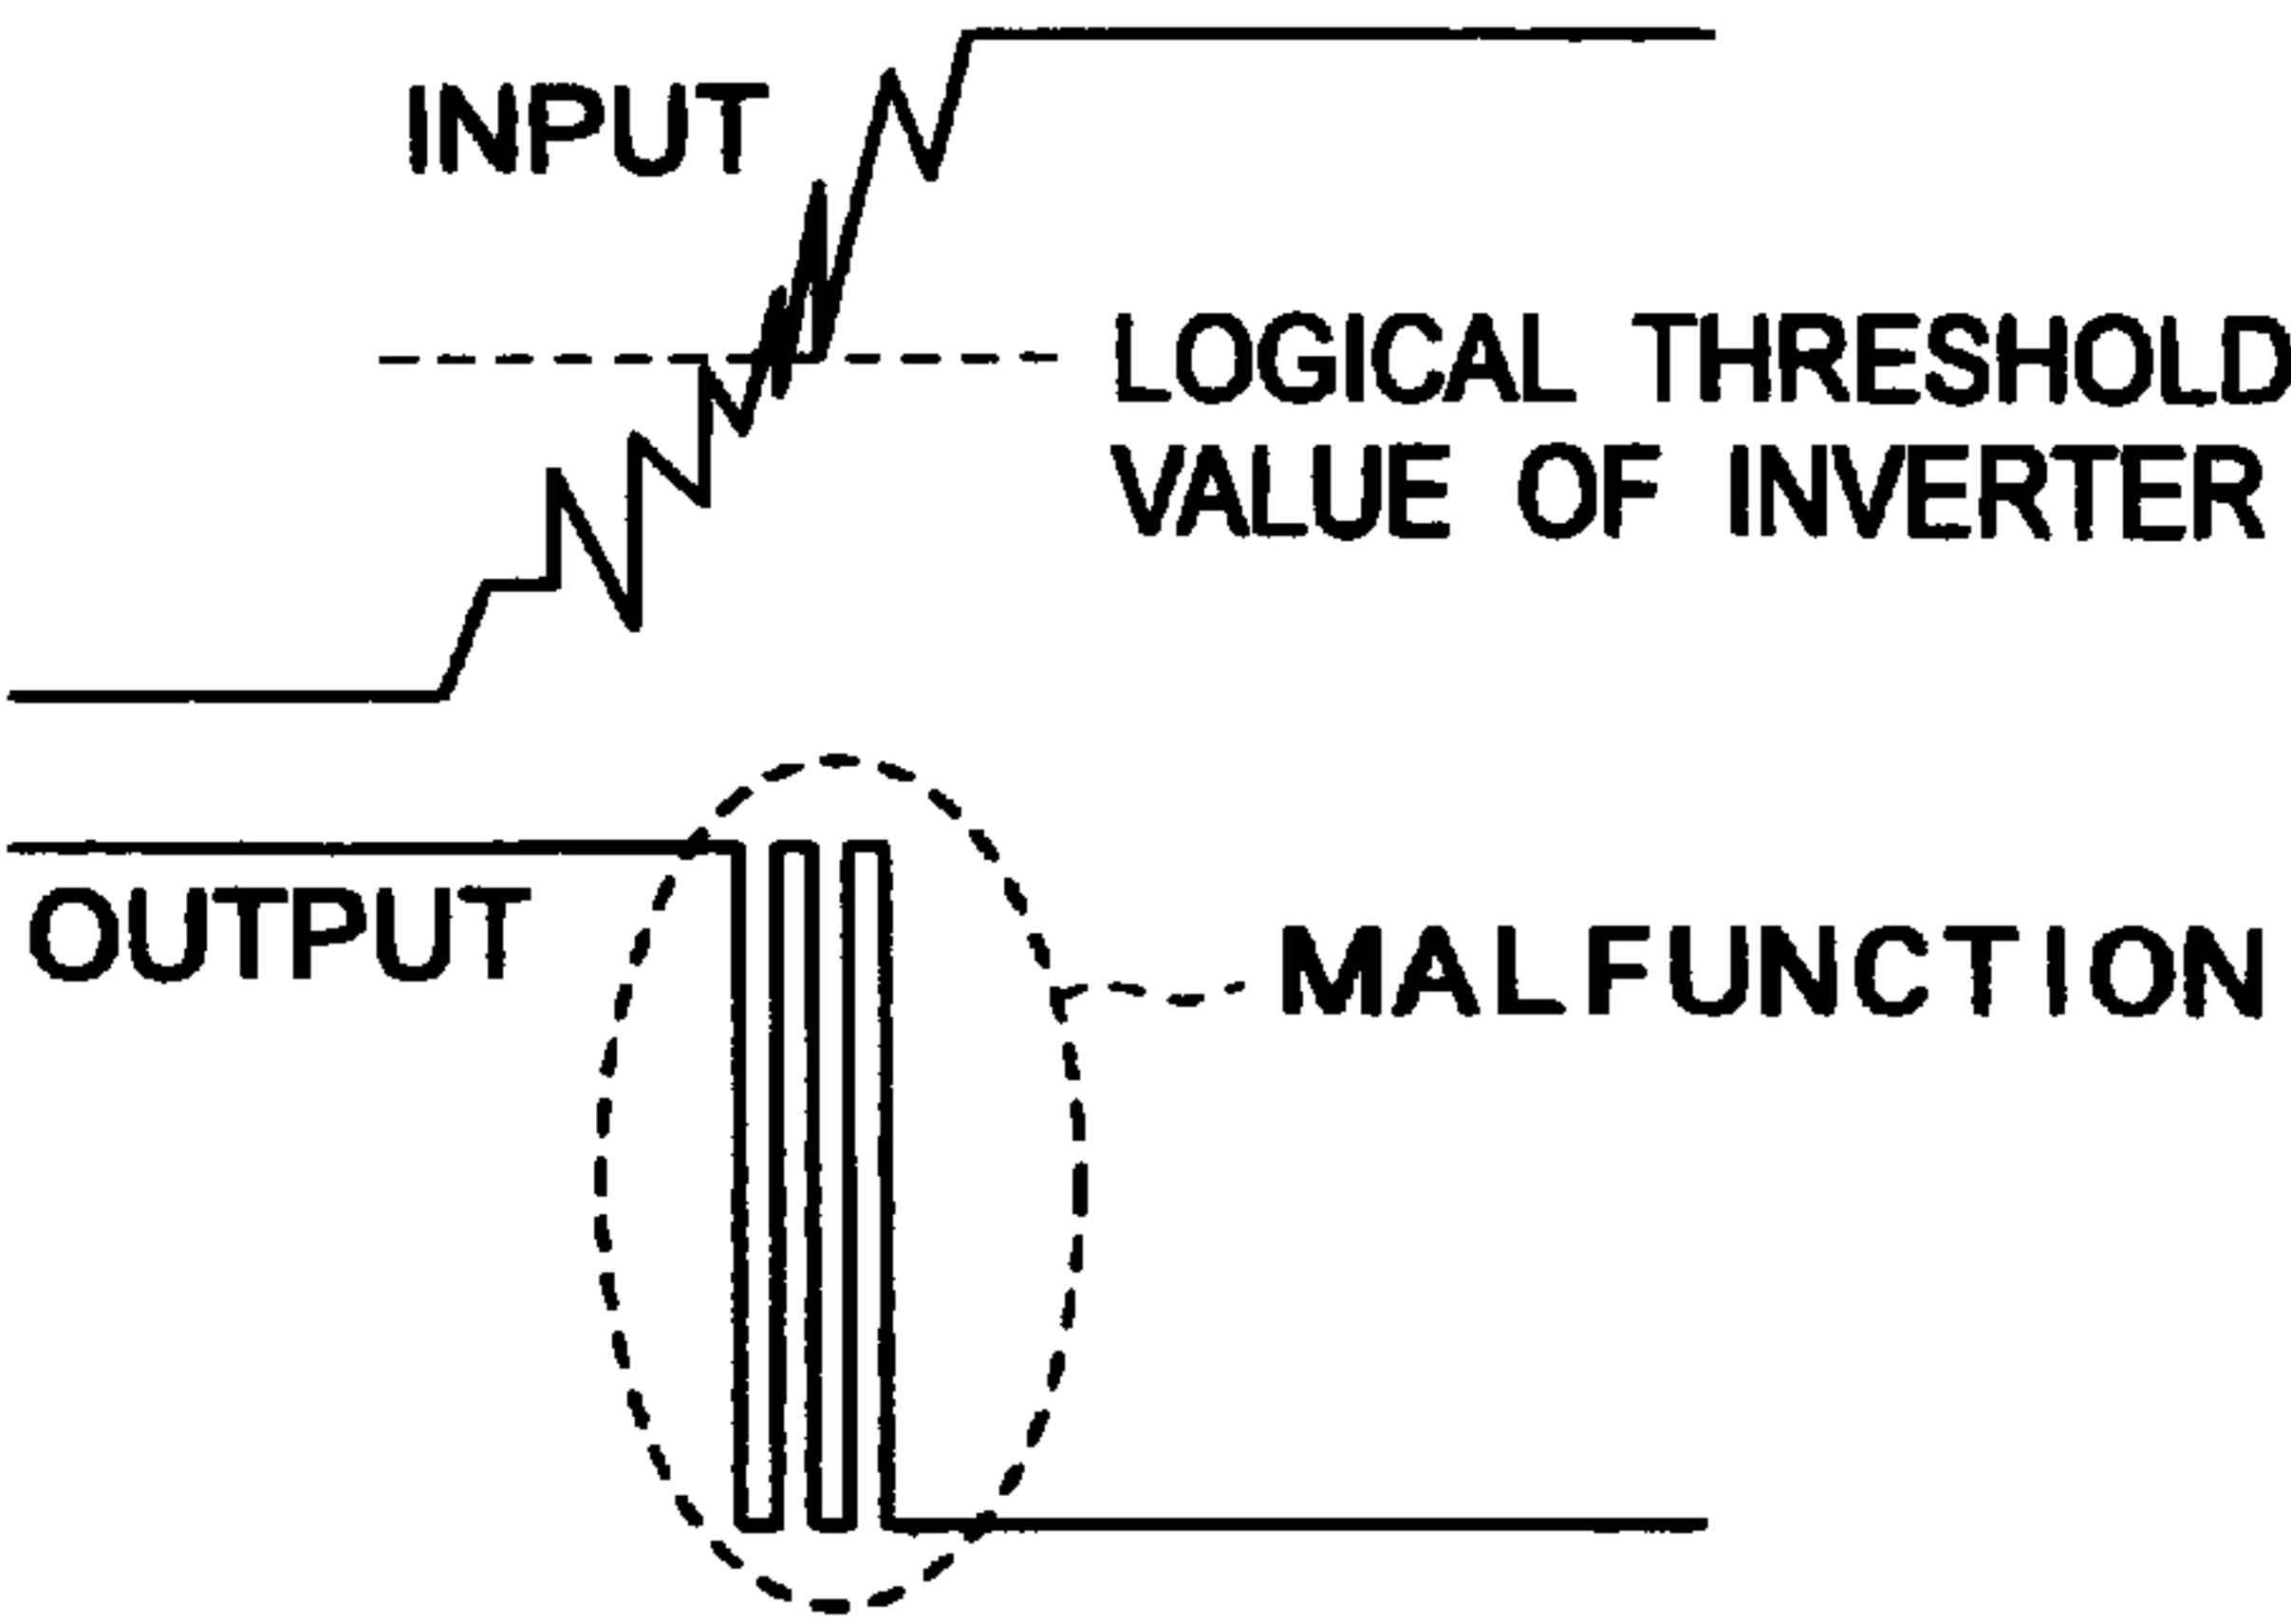 INPUT
LOGICAL THRESHOLD
VALUE OF INVERTER
OUTPUT
MALFUNCTION